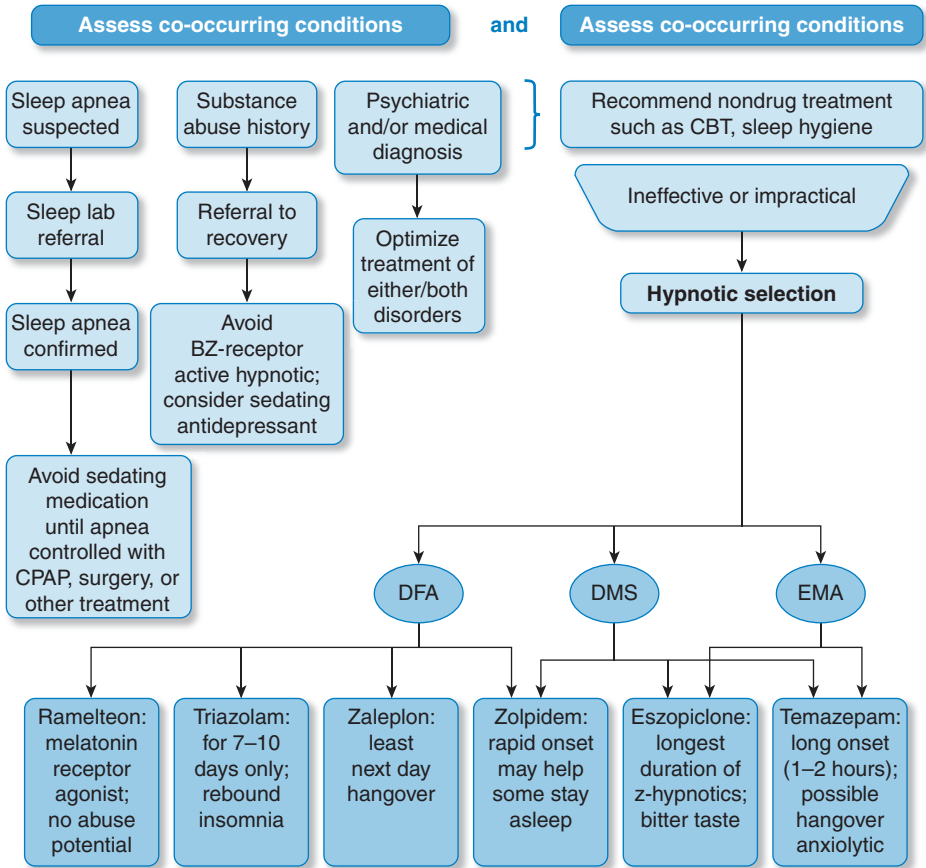 Assess co-occurring conditions
and
Assess co-occurring conditions
Sleep apnea
suspected
Substance
abuse history
Psychiatric
and/or medical
diagnosis
}
Recommend nondrug treatment
such as CBT, sleep hygiene
Ineffective or impractical
Sleep lab
referral
Referral to
recovery
Optimize
treatment of
either/both
disorders
Hypnotic selection
Sleep apnea
confirmed
Avoid
BZ-receptor
active hypnotic;
consider sedating
antidepressant
Avoid sedating
medication
until apnea
controlled with
CPAP, surgery, or
other treatment
DFA
DMS
EMA
Ramelteon:
melatonin
receptor
agonist;
no abuse
potential
Triazolam:
for 7–10
days only;
rebound
insomnia
Zaleplon:
least
next day
hangover
Zolpidem:
rapid onset
may help
some stay
asleep
Eszopiclone:
longest
duration of
z-hypnotics;
bitter taste
Temazepam:
long onset
(1–2 hours);
possible
hangover
anxiolytic